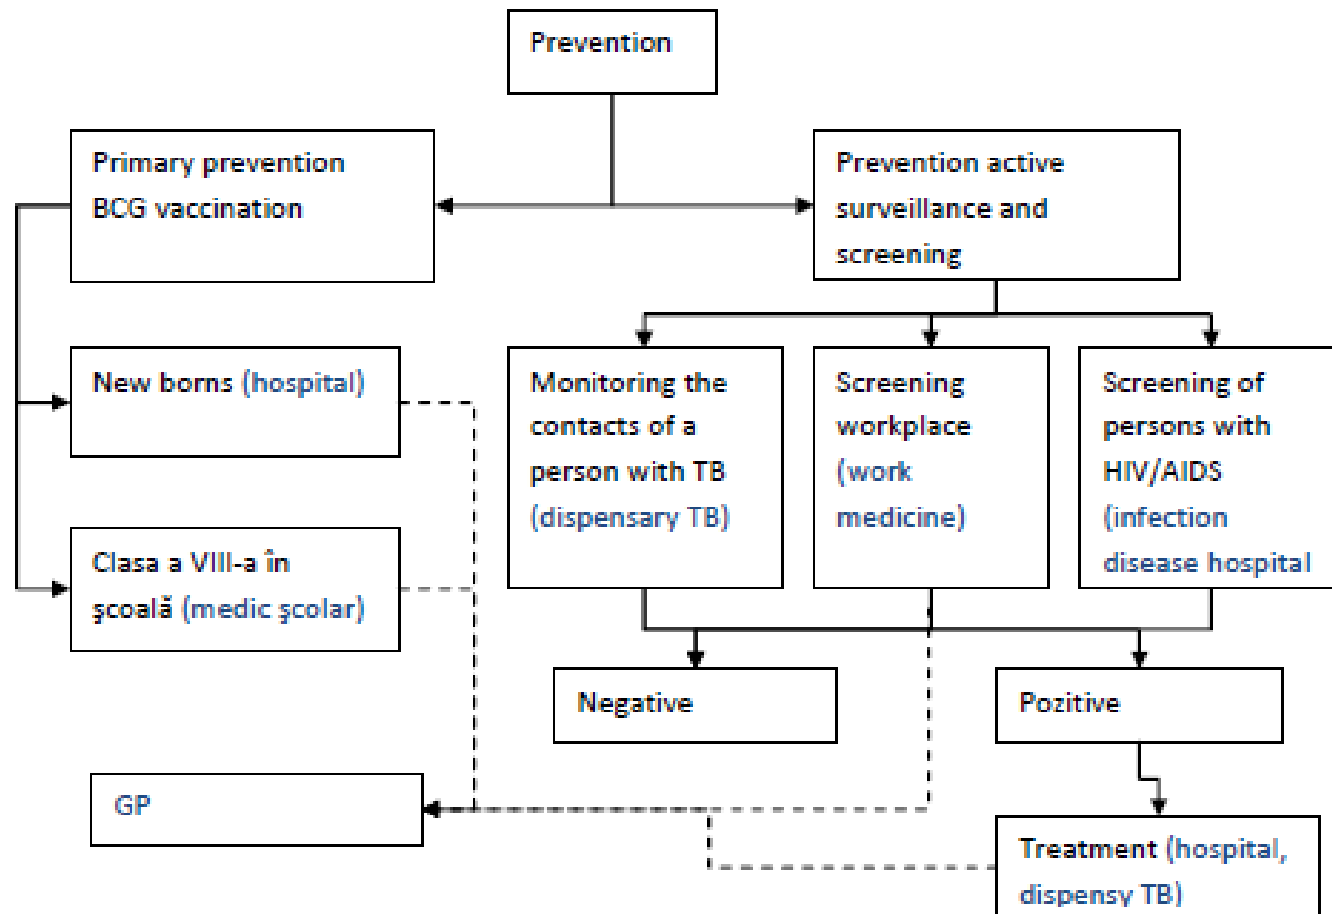 Prevention
Primary prevention
BCG vaccination
Prevention active
surveillance and
screening
New borns (hospital)
Monitoring the
contacts of a
person with TB
(dispensary TB)
Screening
workplace
(work
medicine)
Screening of
persons with
HIV/AIDS
(infection
disease hospital
Clasa a VIII-a în
şcoală (medic şcolar)
Negative
Pozitive
GP
Treatment (hospital,
dispensy TB)